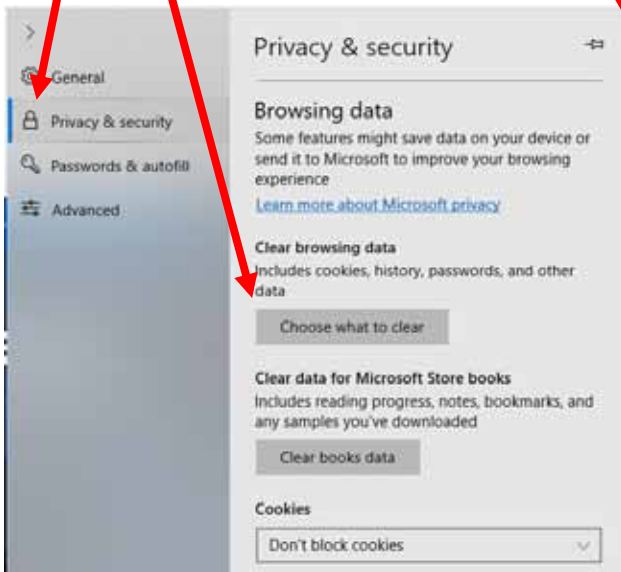 General
Privacy & security
Passwords & autofill
Advanced
Privacy & security
Browsing data
Some features might save data on your device or
send it to Microsoft to improve your browsing
experience
Learn more about Microsoft privacy
Clear browsing data
Includes cookies, history, passwords, and other
data
Choose what to clear
Clear data for Microsoft Store books
Includes reading progress, notes, bookmarks, and
any samples you've downloaded
Clear books data
Cookies
Don't block cookies